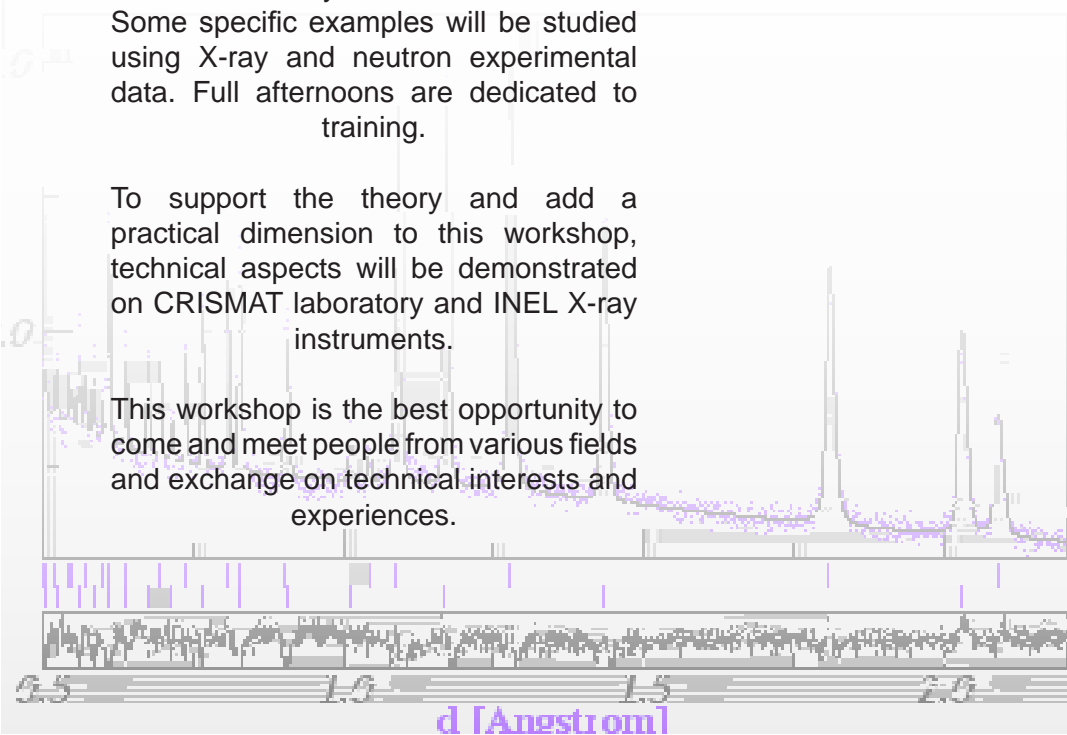 Some specific examples will be studied
using X-ray and neutron experimental
data. Full afternoons are dedicated to
training.
To support the theory and add a
practical dimension to this workshop,
technical aspects will be demonstrated
on CRISMAT laboratory and INEL X-ray
instruments.
This workshop is the best opportunity to
come and meet people from various fields
and exchange on technical interests and
experiences.
0.5 1.0 1.5 2.0
d [Angstrom]